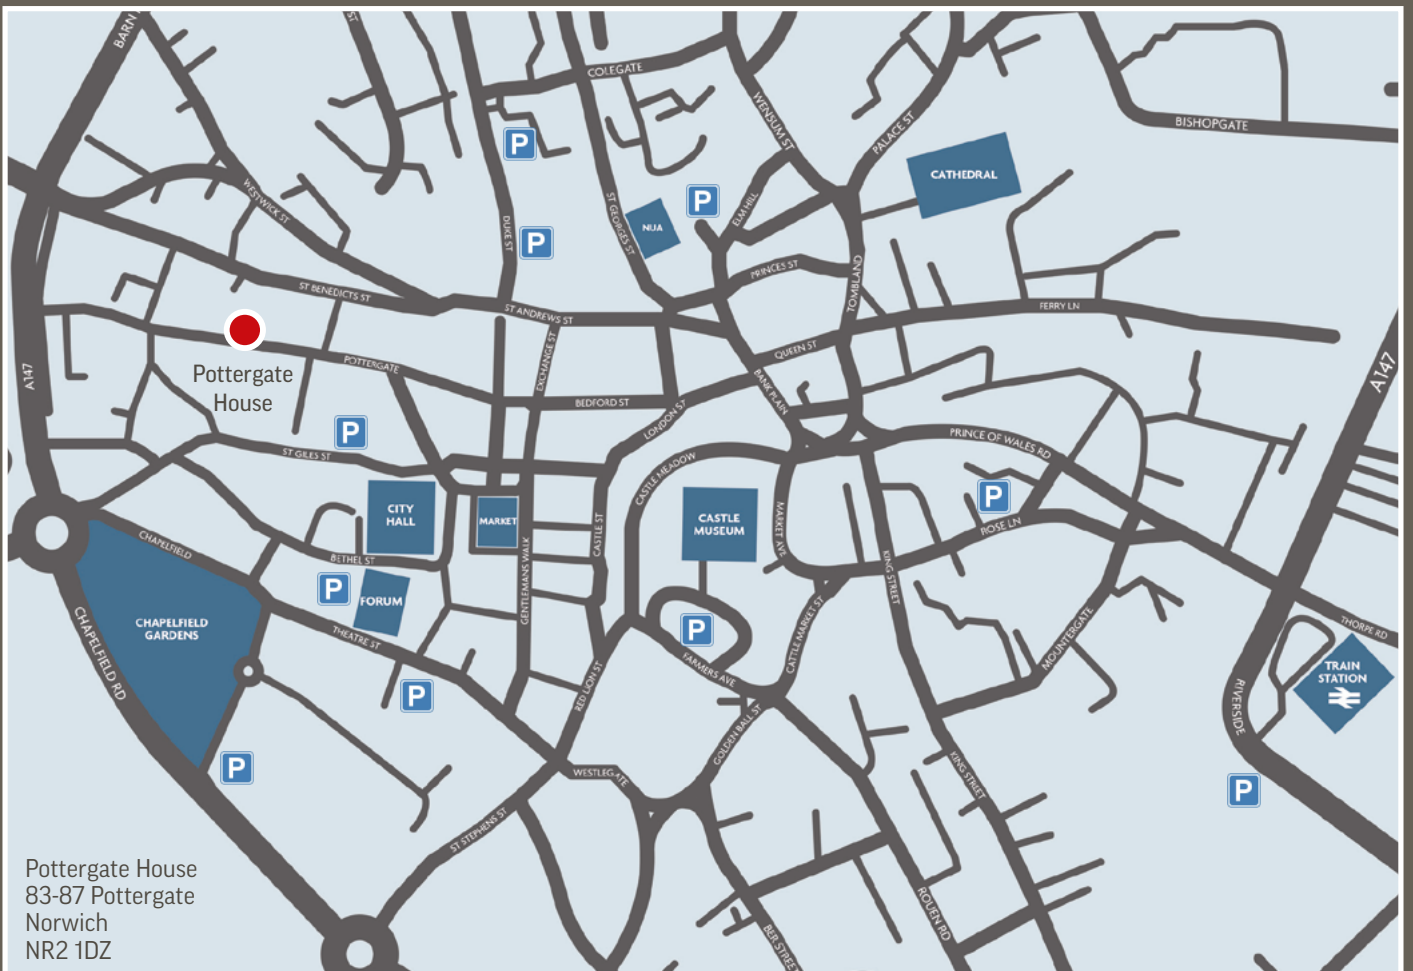 BARN
ST
COLEGATE
WENSUM ST
PALACE ST
BISHOPGATE
P
CATHEDRAL
WESTWICK ST
DUKE ST
ST GEORGES ST
NUA
P
ELM HILL
P
PRINCES ST
TOMBLAND
ST BENEDICTS ST
ST ANDREWS ST
FERRY LN
Pottergate
House
POTTERGATE
EXCHANGE ST
QUEEN ST
BANK PLAIN
A147
A147
BEDFORD ST
LONDON ST
P
ST GILES ST
PRINCE OF WALES RD
CASTLE MEADOW
CITY
HALL
MARKET
CASTLE
MUSEUM
P
ROSE LN
CHAPELFIELD
BETHEL ST
GENTLEMANS WALK
CASTLE ST
MARKET AVE
KING STREET
P
FORUM
CHAPELFIELD
GARDENS
THEATRE ST
P
CATTLE MARKET ST
MOUNTERGATE
THORPE RD
CHAPELFIELD RD
RED LION ST
FARMERS AVE
TRAIN
STATION
P
RIVERSIDE
GOLDEN BALL ST
P
WESTLEGATE
KING STREET
P
ST STEPHENS ST
ROUEN RD
BER STREET
Pottergate House
83-87 Pottergate
Norwich
NR2 1DZ